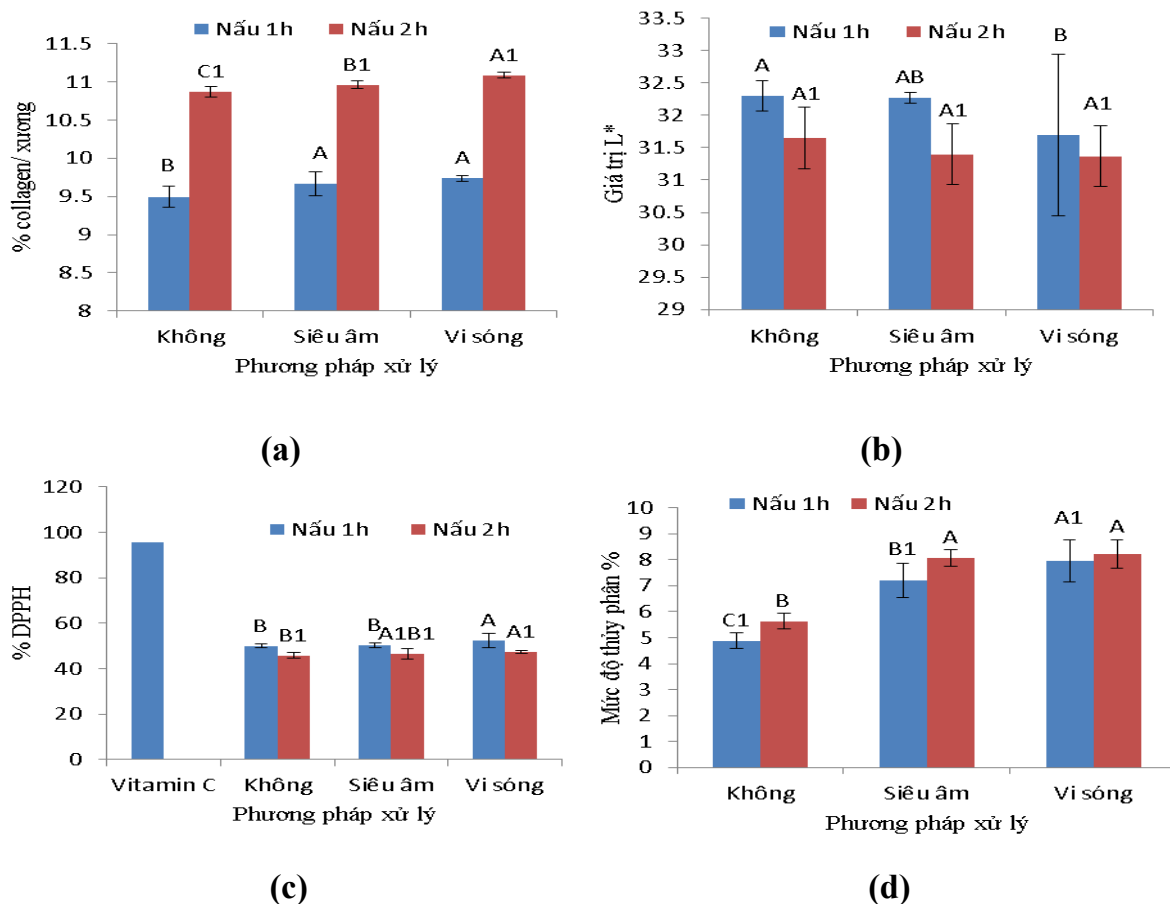 Nấu 1h Nấu 2h
11.5
11
10.5
10
9.5
9
8.5
8
% collagen/ xương
B C1 A B1 A A1
Không Siêu âm Vi sóng
Phương pháp xử lý
(a)
Nấu 1h Nấu 2h
33.5
33
32.5
32
31.5
31
30.5
30
29.5
29
Giá trị L*
A A1 AB A1 B A1
Không Siêu âm Vi sóng
Phương pháp xử lý
(b)
Nấu 1h Nấu 2h
120
100
80
60
40
20
0
% DPPH
B B1 B A1B1 A A1
Vitamin C Không Siêu âm Vi sóng
Phương pháp xử lý
(c)
Nấu 1h Nấu 2h
10
9
8
7
6
5
4
3
2
1
0
Mức độ thủy phân %
C1 B B1 A A1 A
Không Siêu âm Vi sóng
Phương pháp xử lý
(d)